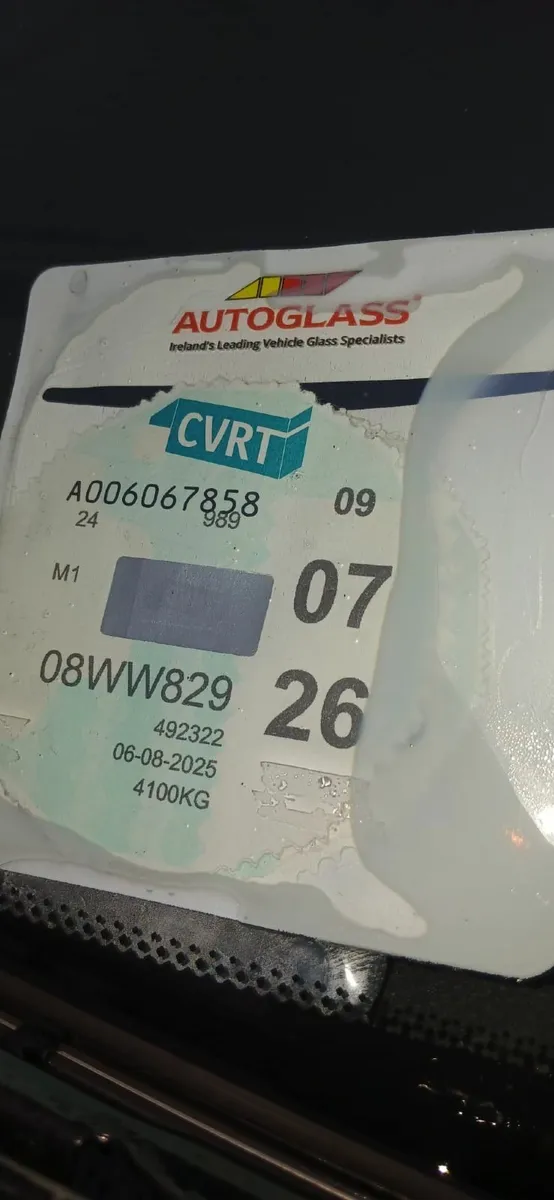 AUTOGLASS
Ireland's Leading Vehicle Glass Specialists
CVRT
A006067858 09
24 989
M1 07
08WW829 26
492322
06-08-2025
4100KG